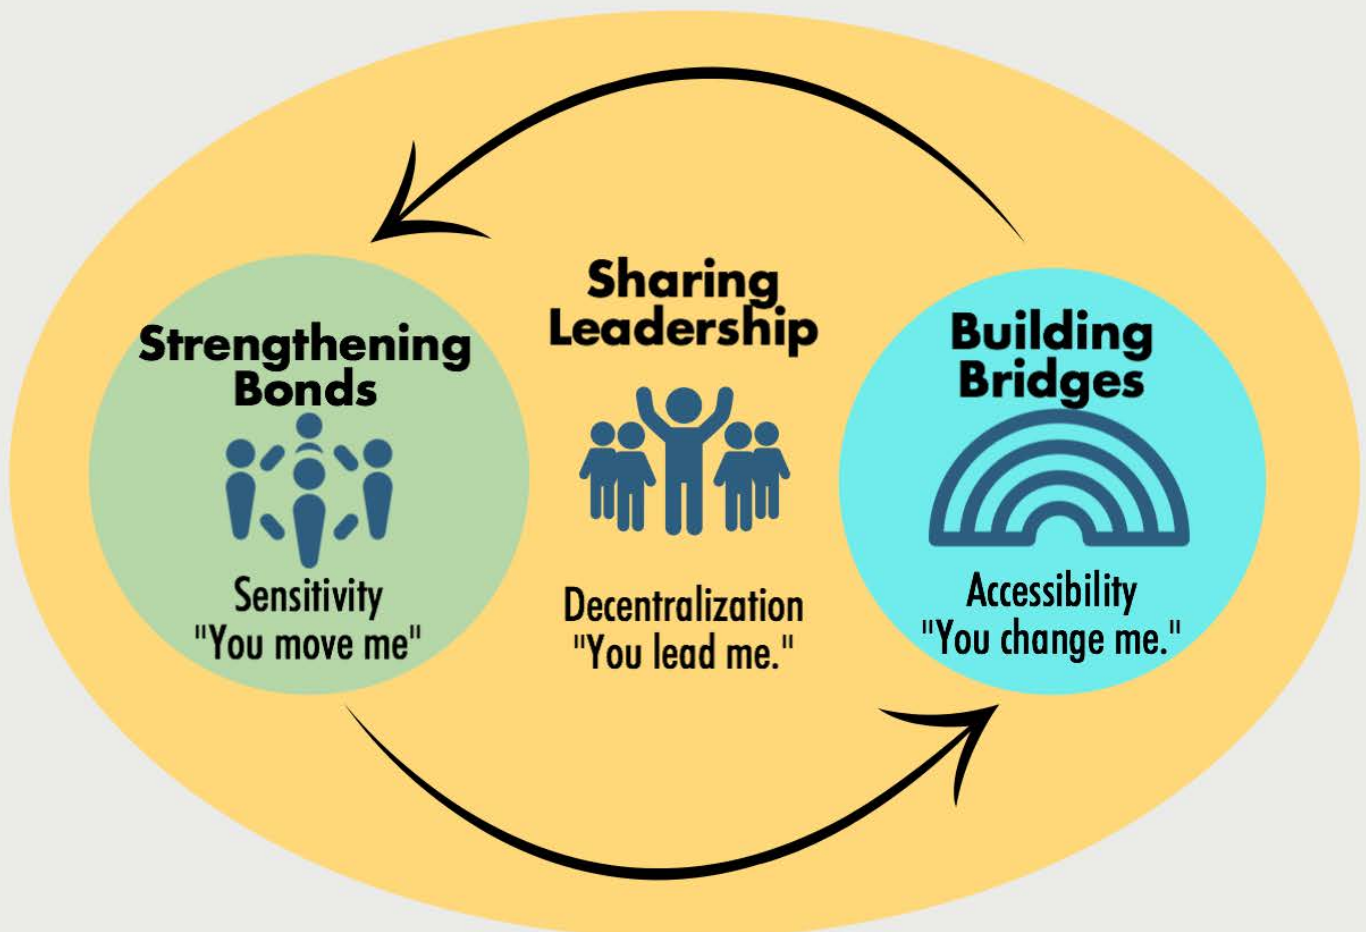 Strengthening
Bonds
Sensitivity
"You move me"
Sharing
Leadership
Decentralization
"You lead me."
Building
Bridges
Accessibility
"You change me."